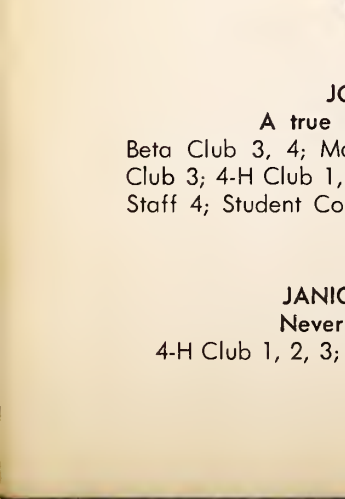 JO
A true
Beta Club 3, 4; Mo
Club 3; 4-H Club 1,
Staff 4; Student Co
JANIC
Never
4-H Club 1, 2, 3;